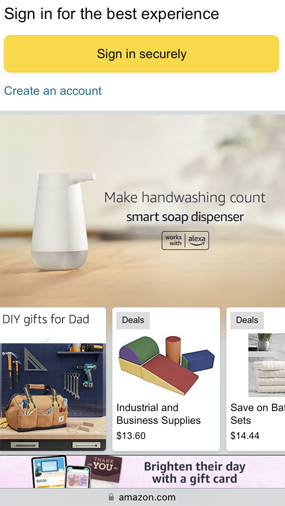 Sign in for the best experience
Sign in securely
Create an account
Make handwashing count
smart soap dispenser
works with alexa
DIY gifts for Dad
Deals
Industrial and
Business Supplies
$13.60
Deals
Save on Bat
Sets
$14.44
THANK
YOU
Brighten their day
with a gift card
amazon.com